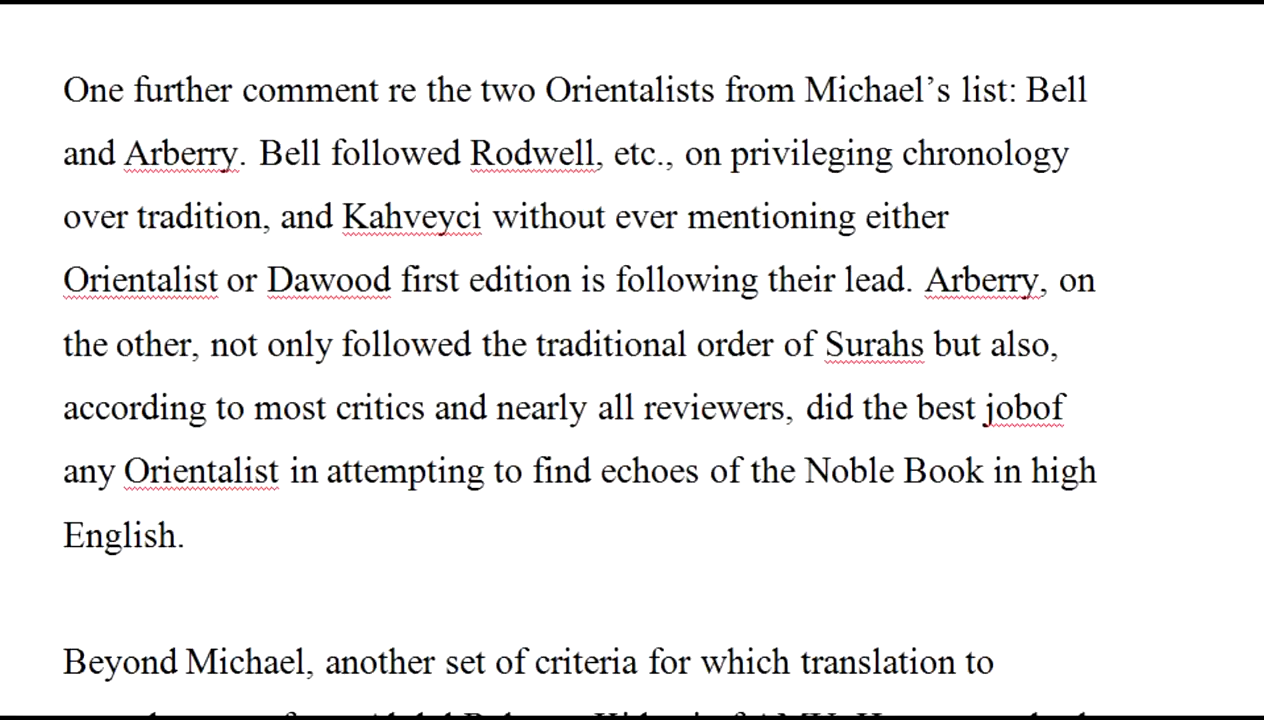 One further comment re the two Orientalists from Michael’s list: Bell
and Arberry. Bell followed Rodwell, etc., on privileging chronology
over tradition, and Kahveyci without ever mentioning either
Orientalist or Dawood first edition is following their lead. Arberry, on
the other, not only followed the traditional order of Surahs but also,
according to most critics and nearly all reviewers, did the best jobof
any Orientalist in attempting to find echoes of the Noble Book in high
English.
Beyond Michael, another set of criteria for which translation to